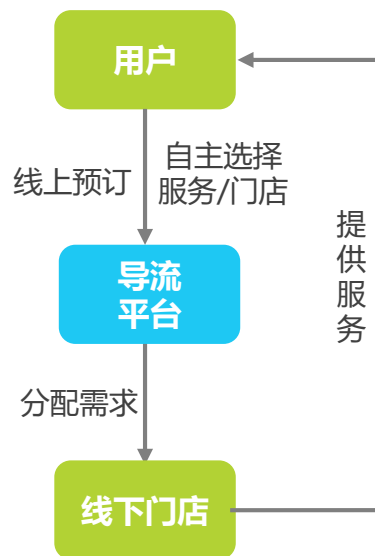 用户
线上预订
自主选择
服务/门店
提
供
服
务
导流
平台
分配需求
线下门店